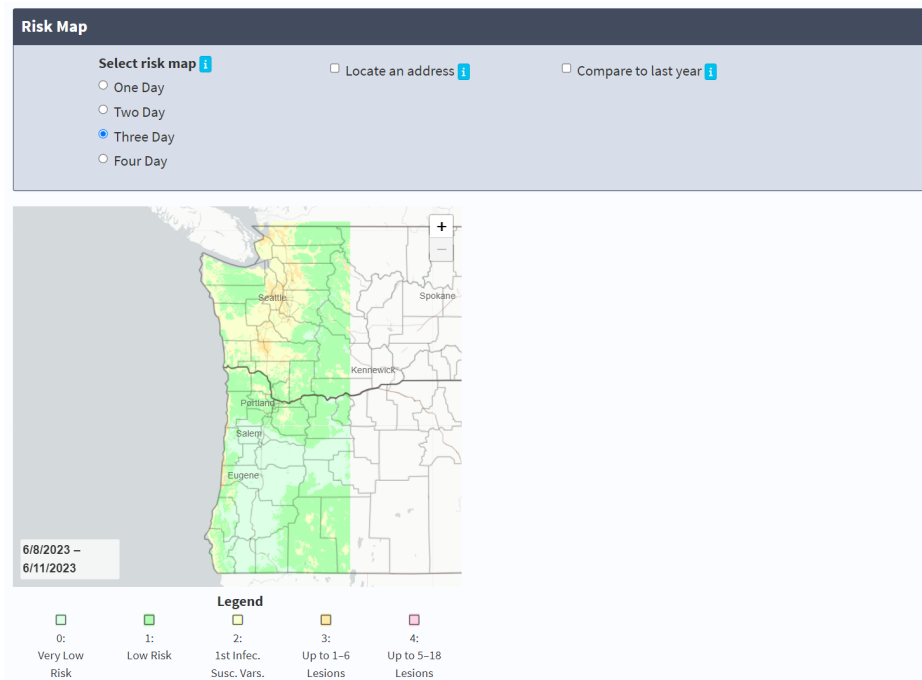 Risk Map
Select risk map i
Locate an address i
Compare to last year i
One Day
Two Day
Three Day
Four Day
+
−
Seattle
Spokane
Kennewick
Portland
Salem
Eugene
6/8/2023 –
6/11/2023
Legend
0:
Very Low
Risk
1:
Low Risk
2:
1st Infec.
Susc. Vars.
3:
Up to 1–6
Lesions
4:
Up to 5–18
Lesions